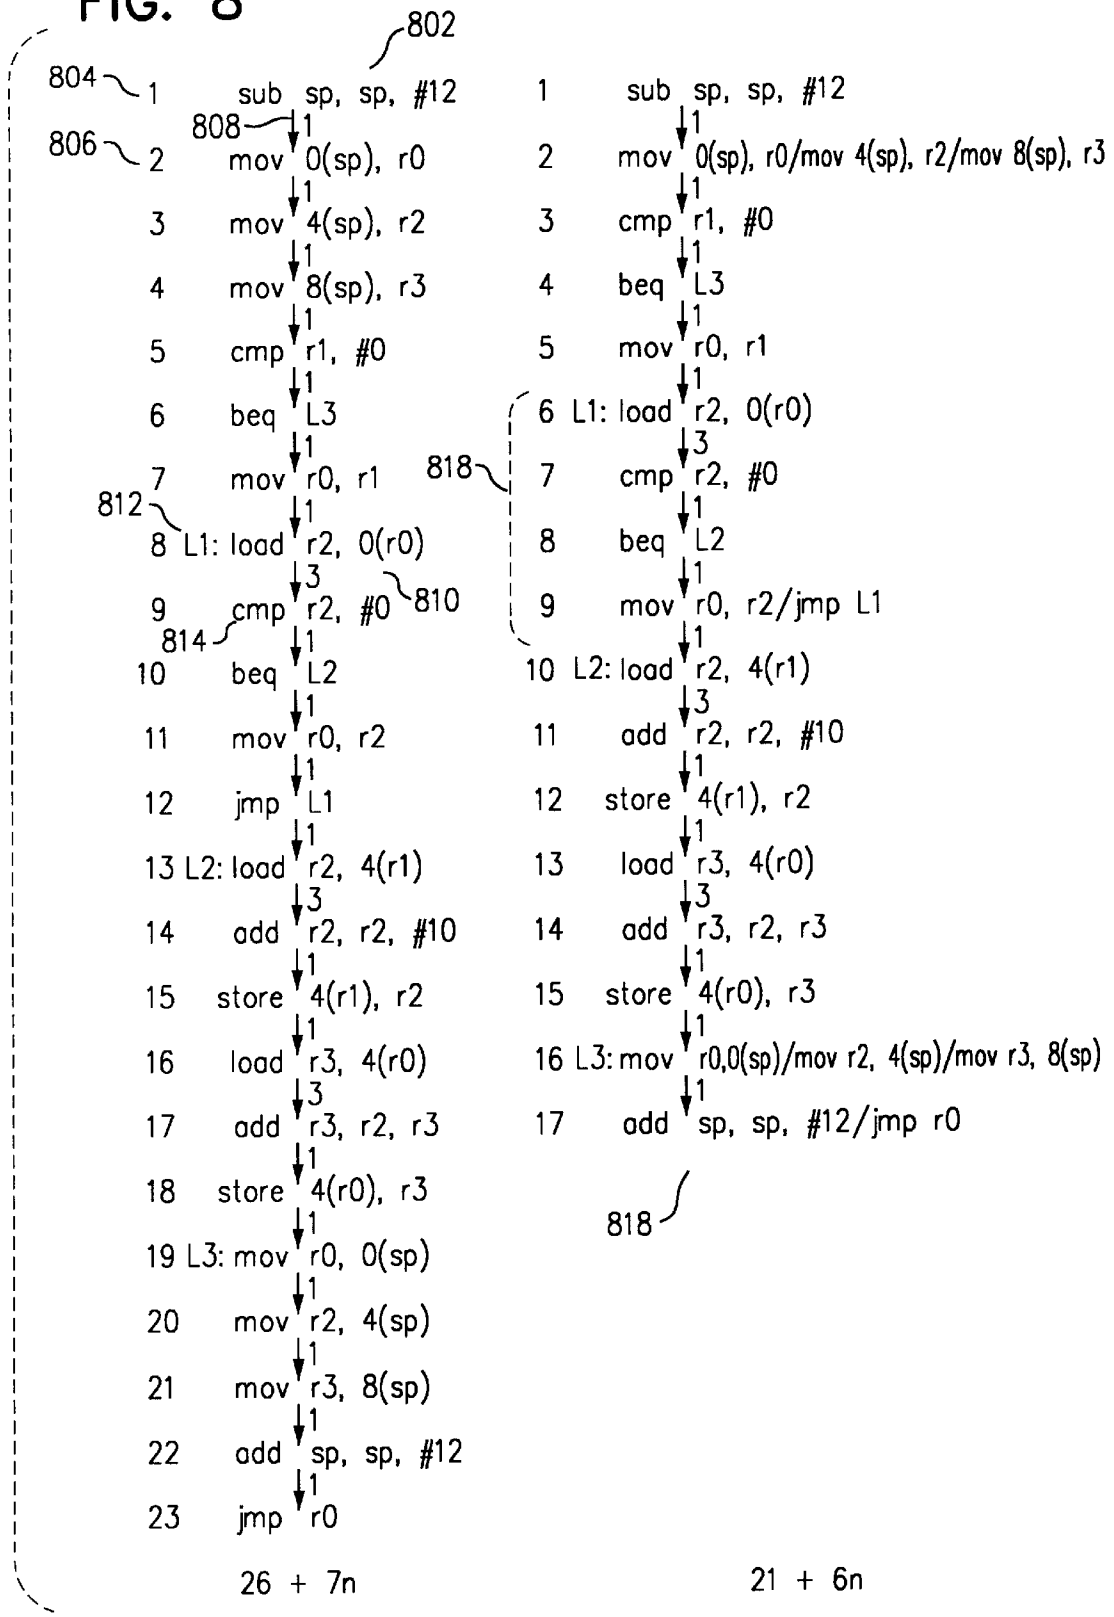 FIG. 8
802
804
1 sub sp, sp, #12
808 1
806
2 mov 0(sp), r0
1
3 mov 4(sp), r2
1
4 mov 8(sp), r3
1
5 cmp r1, #0
1
6 beq L3
1
7 mov r0, r1
812 1
8 L1: load r2, 0(r0)
3 810
9 cmp r2, #0
814 1
10 beq L2
1
11 mov r0, r2
1
12 jmp L1
1
13 L2: load r2, 4(r1)
3
14 add r2, r2, #10
1
15 store 4(r1), r2
1
16 load r3, 4(r0)
3
17 add r3, r2, r3
1
18 store 4(r0), r3
1
19 L3: mov r0, 0(sp)
1
20 mov r2, 4(sp)
1
21 mov r3, 8(sp)
1
22 add sp, sp, #12
1
23 jmp r0
26 + 7n
1 sub sp, sp, #12
1
2 mov 0(sp), r0/mov 4(sp), r2/mov 8(sp), r3
1
3 cmp r1, #0
1
4 beq L3
1
5 mov r0, r1
1
6 L1: load r2, 0(r0)
818 3
7 cmp r2, #0
1
8 beq L2
1
9 mov r0, r2/jmp L1
1
10 L2: load r2, 4(r1)
3
11 add r2, r2, #10
1
12 store 4(r1), r2
1
13 load r3, 4(r0)
3
14 add r3, r2, r3
1
15 store 4(r0), r3
1
16 L3: mov r0,0(sp)/mov r2, 4(sp)/mov r3, 8(sp)
1
17 add sp, sp, #12/jmp r0
818
21 + 6n